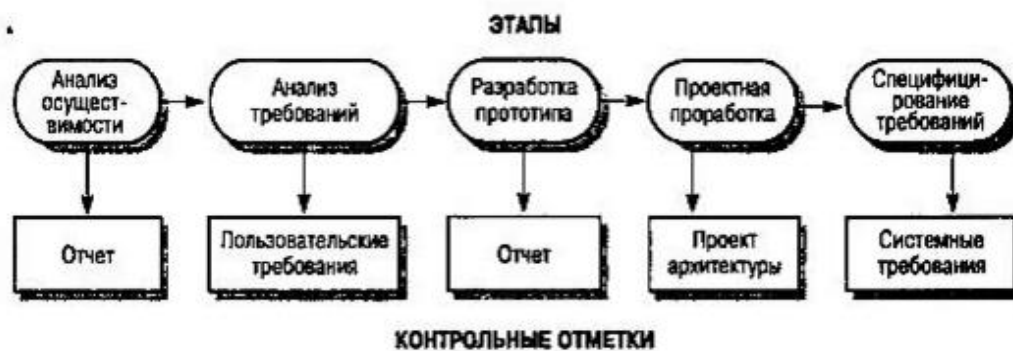 ЭТАПЫ
Анализ
осущест-
вимости
Анализ
требований
Разработка
прототипа
Проектная
проработка
Специфици-
рование
требований
Отчет
Пользовательские
требования
Отчет
Проект
архитектуры
Системные
требования
КОНТРОЛЬНЫЕ ОТМЕТКИ